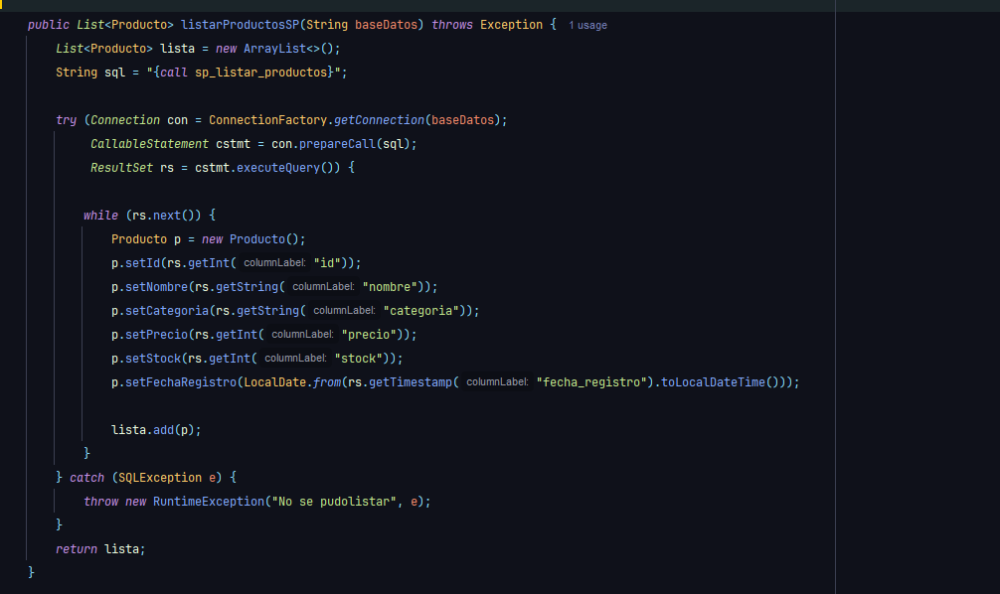 public List<Producto> listarProductosSP(String baseDatos) throws Exception { 1 usage
List<Producto> lista = new ArrayList<>();
String sql = "{call sp_listar_productos}";
try (Connection con = ConnectionFactory.getConnection(baseDatos);
CallableStatement cstmt = con.prepareCall(sql);
ResultSet rs = cstmt.executeQuery()) {
while (rs.next()) {
Producto p = new Producto();
p.setId(rs.getInt( columnLabel: "id"));
p.setNombre(rs.getString( columnLabel: "nombre"));
p.setCategoria(rs.getString( columnLabel: "categoria"));
p.setPrecio(rs.getInt( columnLabel: "precio"));
p.setStock(rs.getInt( columnLabel: "stock"));
p.setFechaRegistro(LocalDate.from(rs.getTimestamp( columnLabel: "fecha_registro").toLocalDateTime()));
lista.add(p);
}
} catch (SQLException e) {
throw new RuntimeException("No se pudolistar", e);
}
return lista;
}